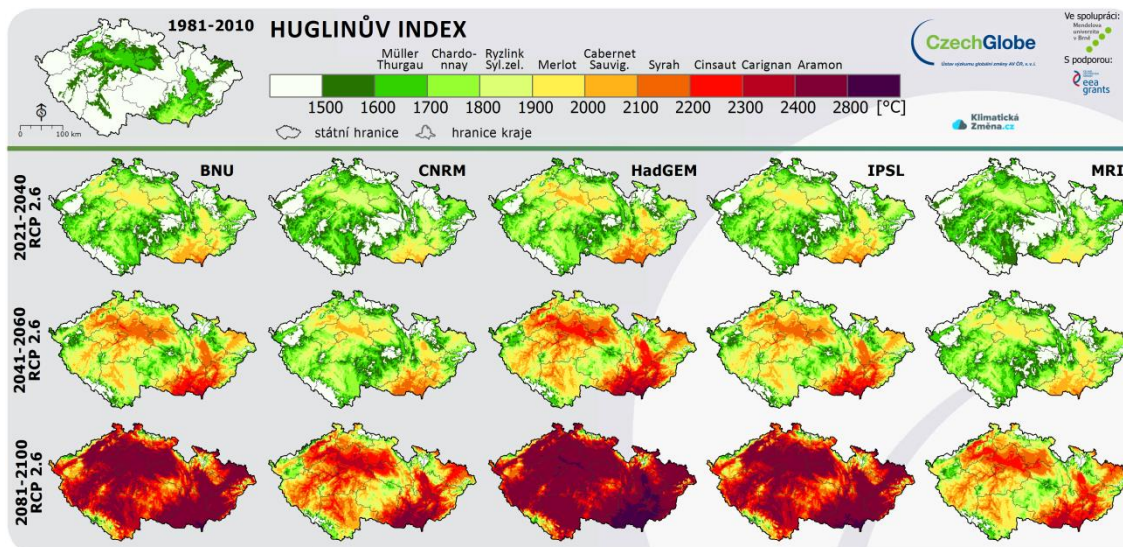 1981-2010
HUGLINŮV INDEX
Müller Thurgau
Chardo-nnay
Ryzlink Syl.zel.
Merlot
Cabernet Sauvig.
Syrah
Cinsaut
Carignan
Aramon
1500 1600 1700 1800 1900 2000 2100 2200 2300 2400 2800 [°C]
státní hranice
hranice kraje
0 100 km
CzechGlobe
Ústav výzkumu globální změny AV ČR, v. v. i.
Ve spolupráci:
Mendelova
univerzita
v Brně
S podporou:
eea
grants
Klimatická
Změna.cz
BNU
CNRM
HadGEM
IPSL
MRI
2021-2040
RCP 2.6
2041-2060
RCP 2.6
2081-2100
RCP 2.6